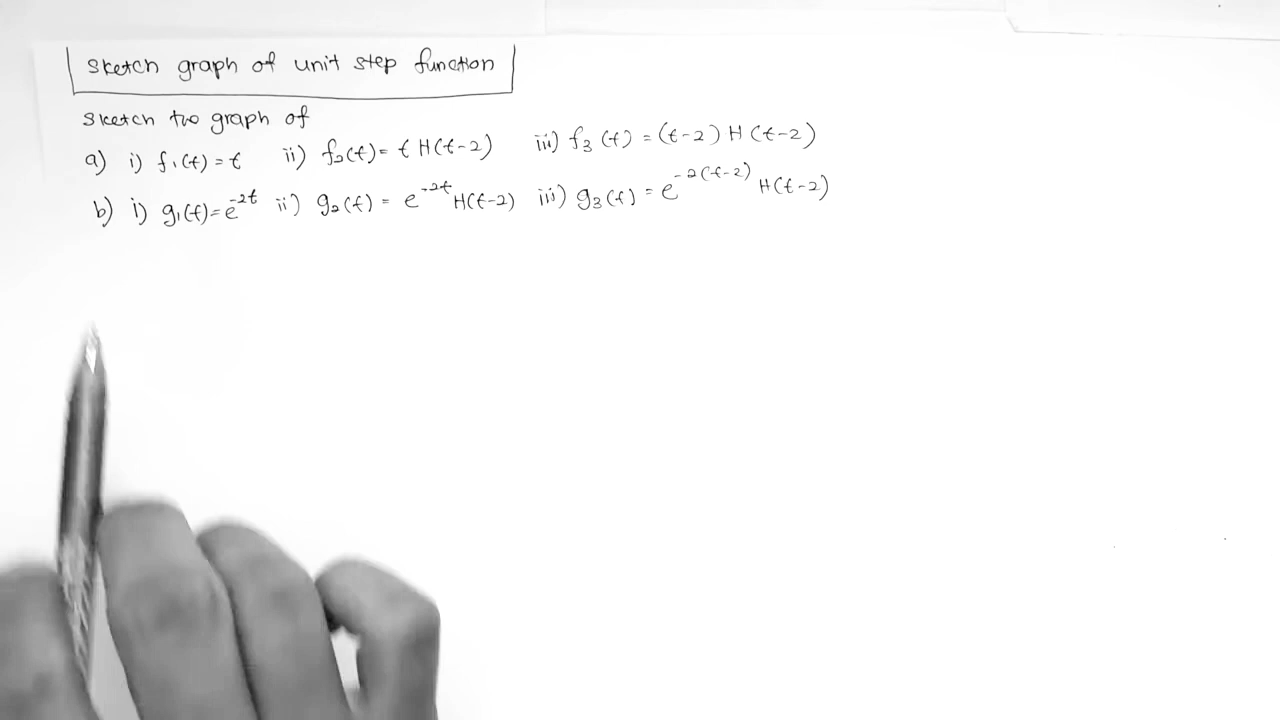 Sketch graph of unit step function
Sketch the graph of
a) i) f₁(t) = t ii) f₂(t) = t H(t-2) iii) f₃(t) = (t-2) H(t-2)
b) i) g₁(t) = e^{-2t} ii) g₂(t) = e^{-2t} H(t-2) iii) g₃(t) = e^{-2(t-2)} H(t-2)